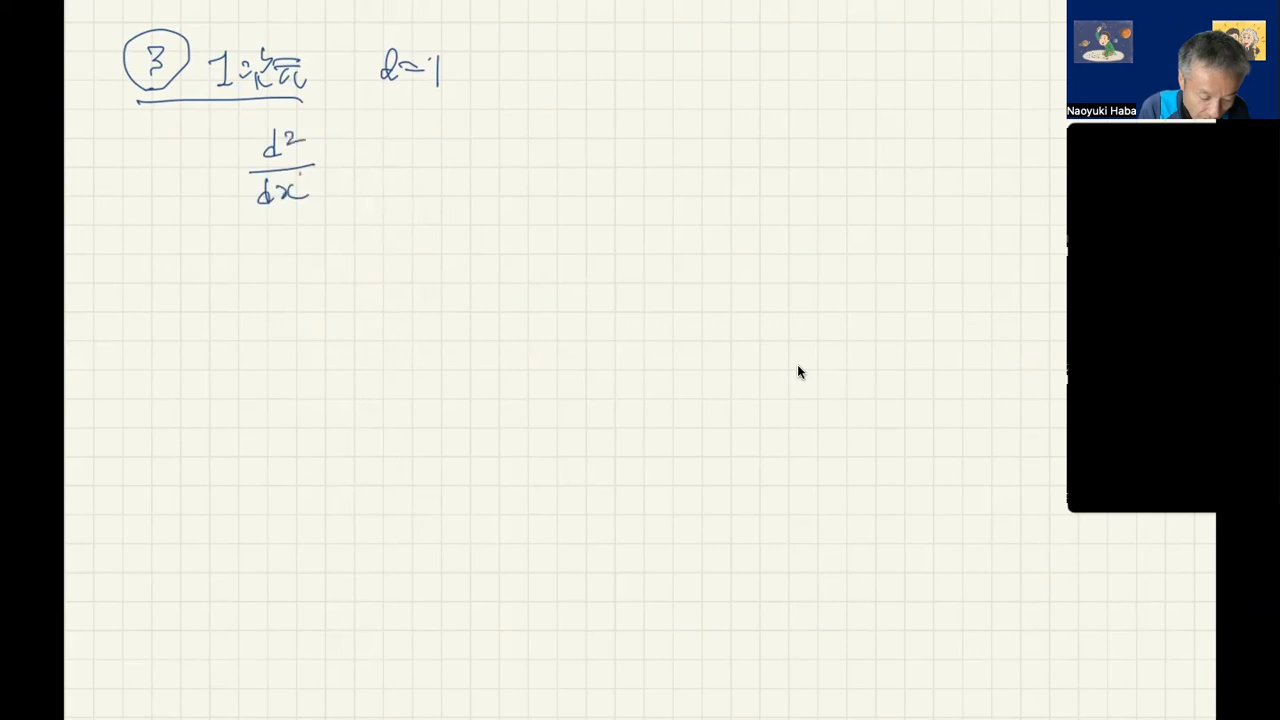 ③ 1次元 d=1
d²
dx
Naoyuki Haba